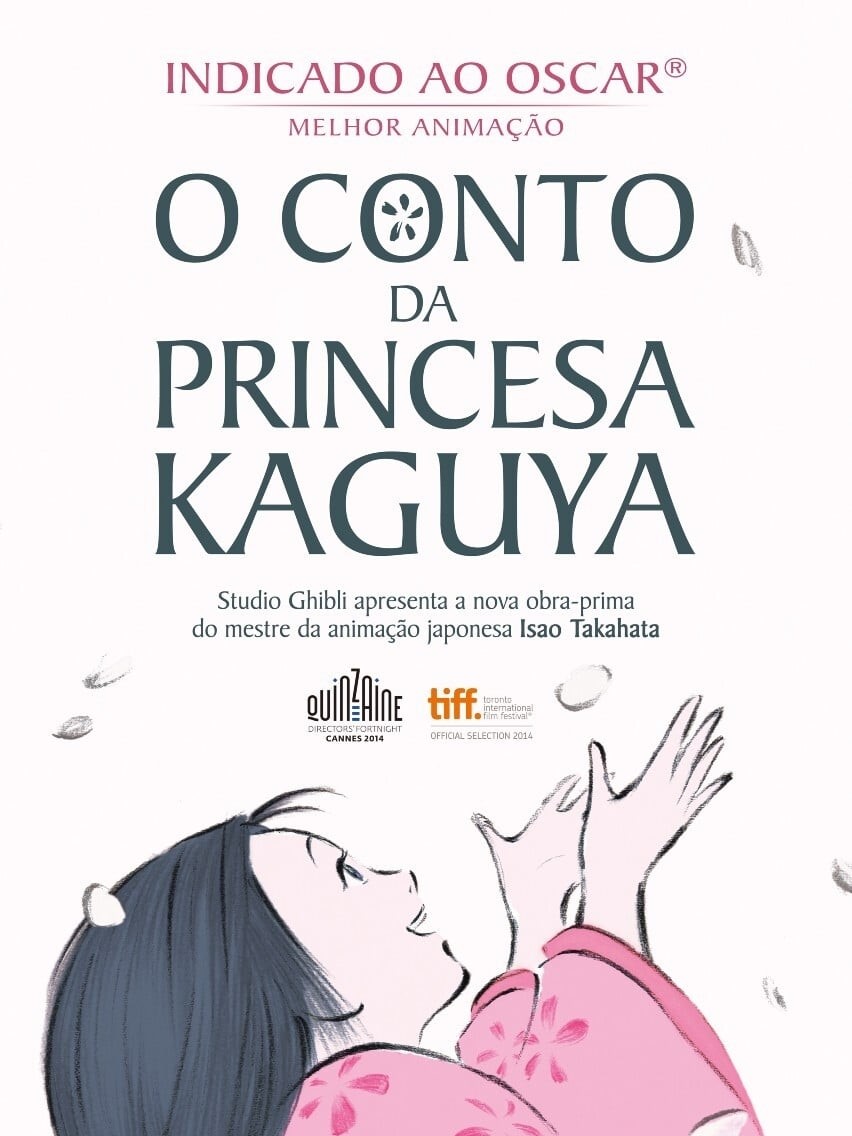 INDICADO AO OSCAR®
MELHOR ANIMAÇÃO
O CONTO
DA
PRINCESA
KAGUYA
Studio Ghibli apresenta a nova obra-prima
do mestre da animação japonesa Isao Takahata
QUINZAINE
DIRECTORS' FORTNIGHT
CANNES 2014
tiff. toronto
international
film festival®
OFFICIAL SELECTION 2014